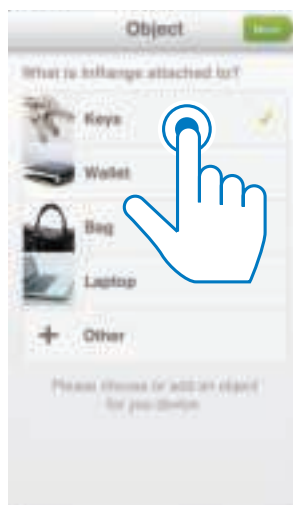 Object
What is InRange attached to?
Keys
Wallet
Bag
Laptop
+ Other
Please choose or add an object
for you device